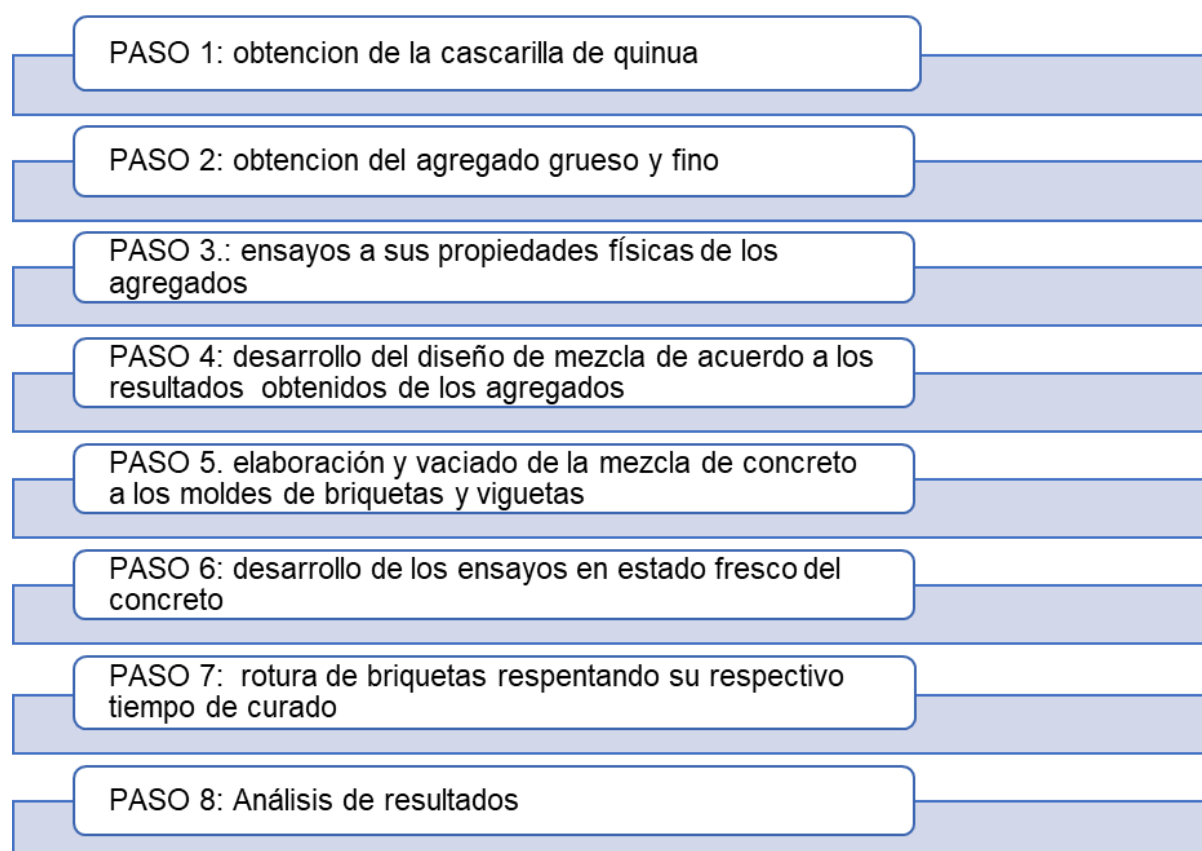 PASO 1: obtencion de la cascarilla de quinua
PASO 2: obtencion del agregado grueso y fino
PASO 3.: ensayos a sus propiedades físicas de los
agregados
PASO 4: desarrollo del diseño de mezcla de acuerdo a los
resultados obtenidos de los agregados
PASO 5. elaboración y vaciado de la mezcla de concreto
a los moldes de briquetas y viguetas
PASO 6: desarrollo de los ensayos en estado fresco del
concreto
PASO 7: rotura de briquetas respentando su respectivo
tiempo de curado
PASO 8: Análisis de resultados